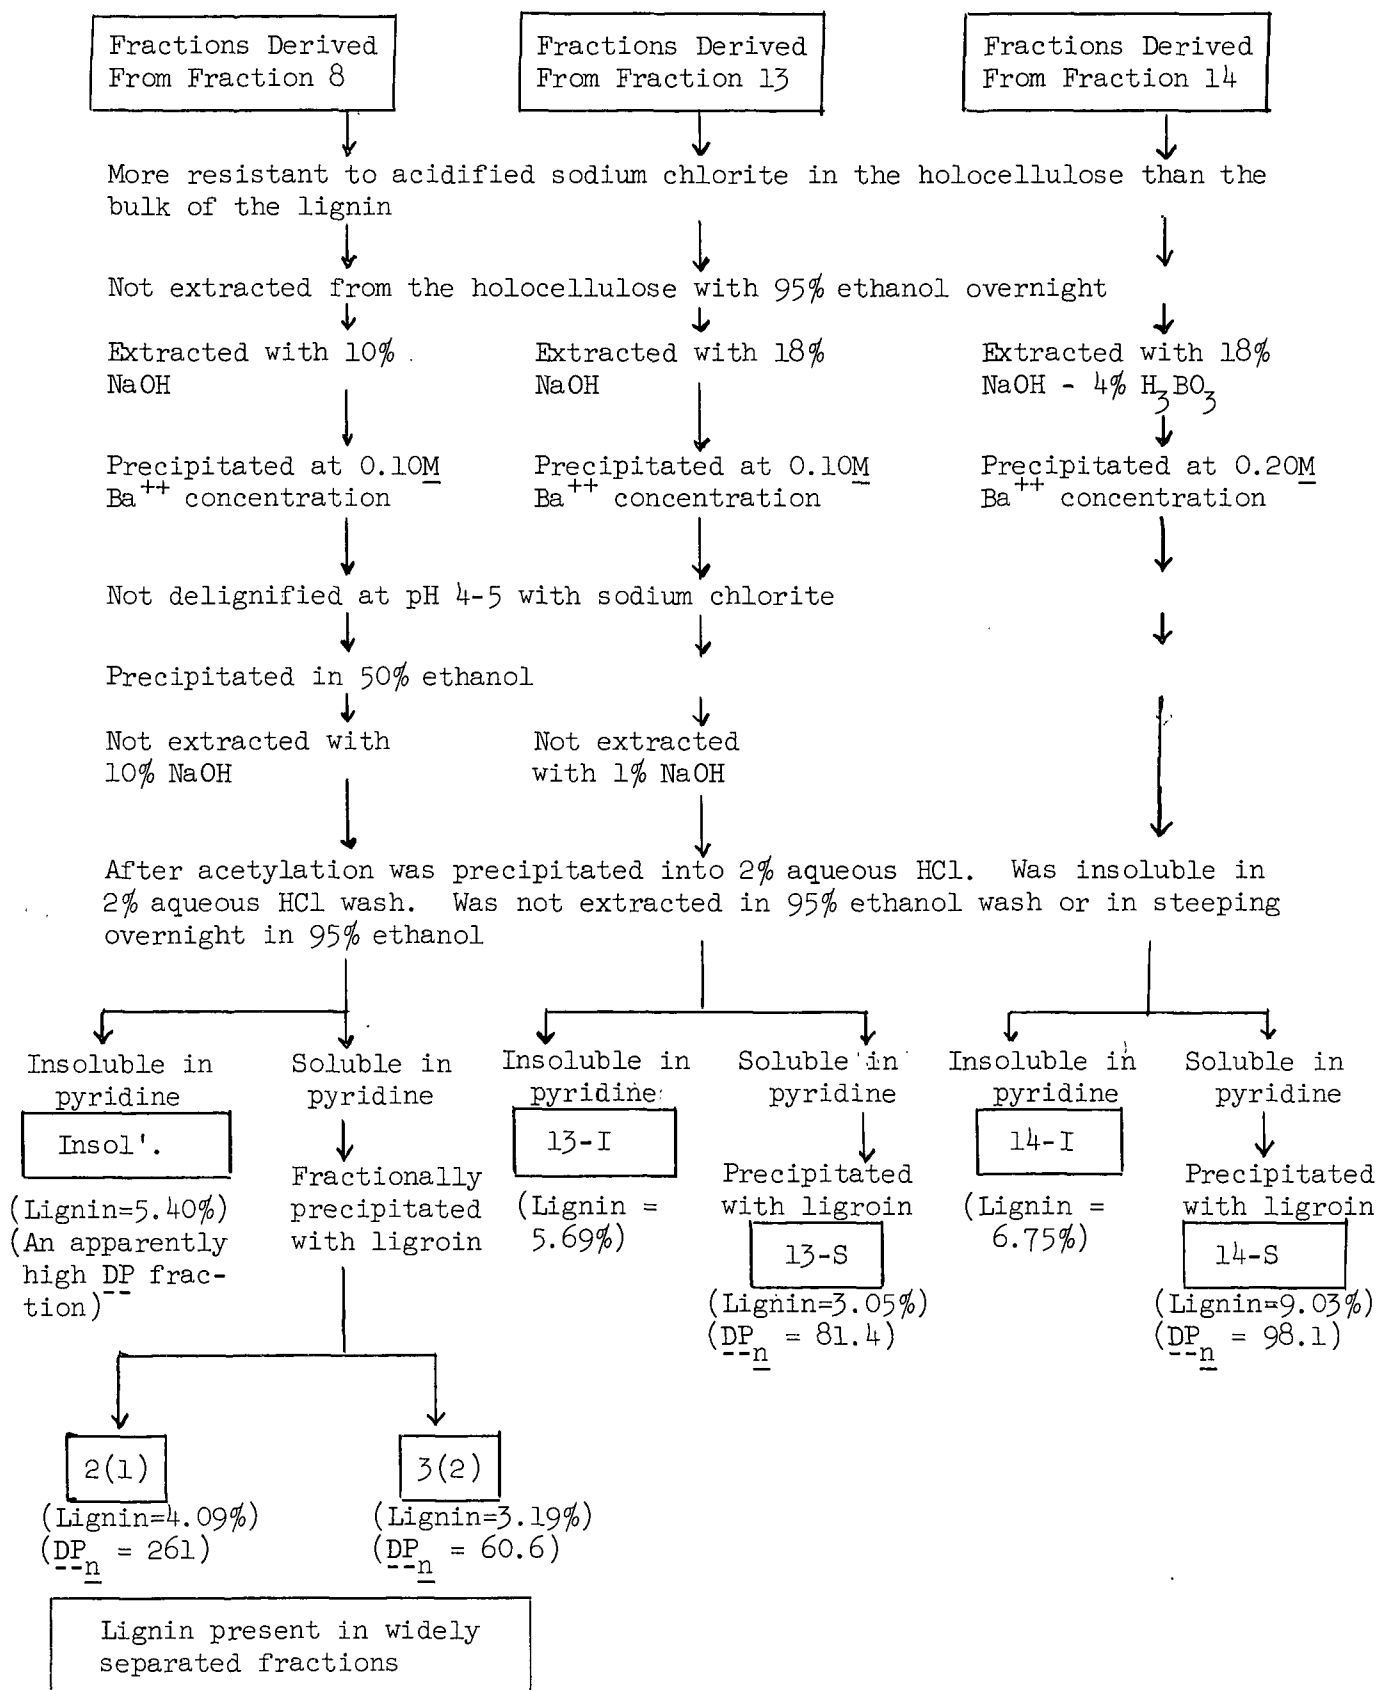 Fractions Derived
From Fraction 8
Fractions Derived
From Fraction 13
Fractions Derived
From Fraction 14
More resistant to acidified sodium chlorite in the holocellulose than the
bulk of the lignin
Not extracted from the holocellulose with 95% ethanol overnight
Extracted with 10%
NaOH
Extracted with 18%
NaOH
Extracted with 18%
NaOH - 4% H3BO3
Precipitated at 0.10M
Ba++ concentration
Precipitated at 0.10M
Ba++ concentration
Precipitated at 0.20M
Ba++ concentration
Not delignified at pH 4-5 with sodium chlorite
Precipitated in 50% ethanol
Not extracted with
10% NaOH
Not extracted
with 1% NaOH
After acetylation was precipitated into 2% aqueous HCl. Was insoluble in
2% aqueous HCl wash. Was not extracted in 95% ethanol wash or in steeping
overnight in 95% ethanol
Insoluble in
pyridine
Insol'.
(Lignin=5.40%)
(An apparently
high DP frac-
tion)
Soluble in
pyridine
Fractionally
precipitated
with ligroin
Insoluble in
pyridine
13-I
(Lignin =
5.69%)
Soluble in
pyridine
Precipitated
with ligroin
13-S
(Lignin=3.05%)
(DPn = 81.4)
Insoluble in
pyridine
14-I
(Lignin =
6.75%)
Soluble in
pyridine
Precipitated
with ligroin
14-S
(Lignin=9.03%)
(DPn = 98.1)
2(1)
(Lignin=4.09%)
(DPn = 261)
3(2)
(Lignin=3.19%)
(DPn = 60.6)
Lignin present in widely
separated fractions